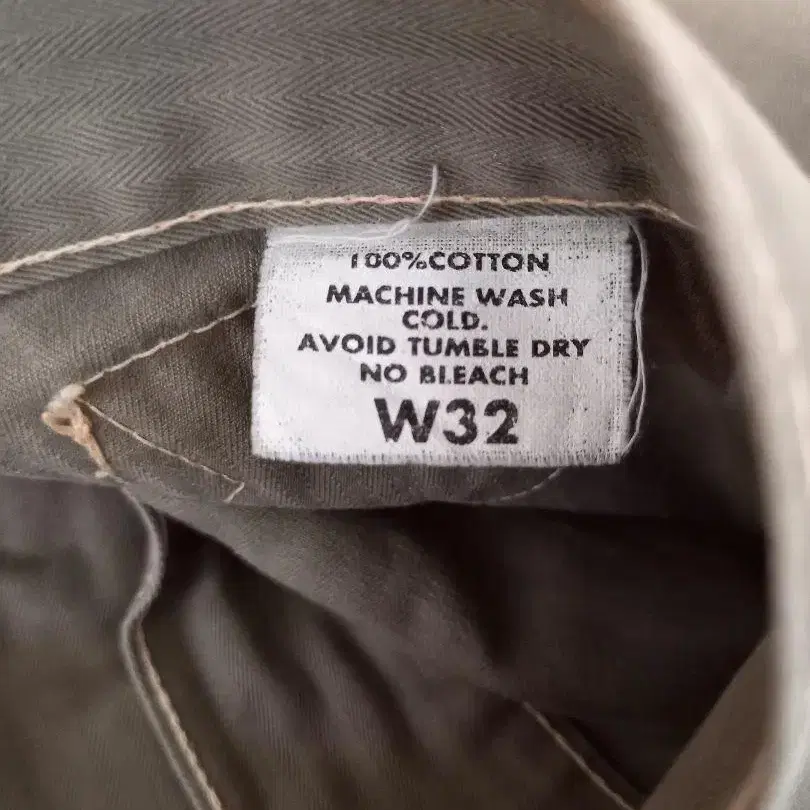 100%COTTON
MACHINE WASH
COLD.
AVOID TUMBLE DRY
NO BLEACH
W32